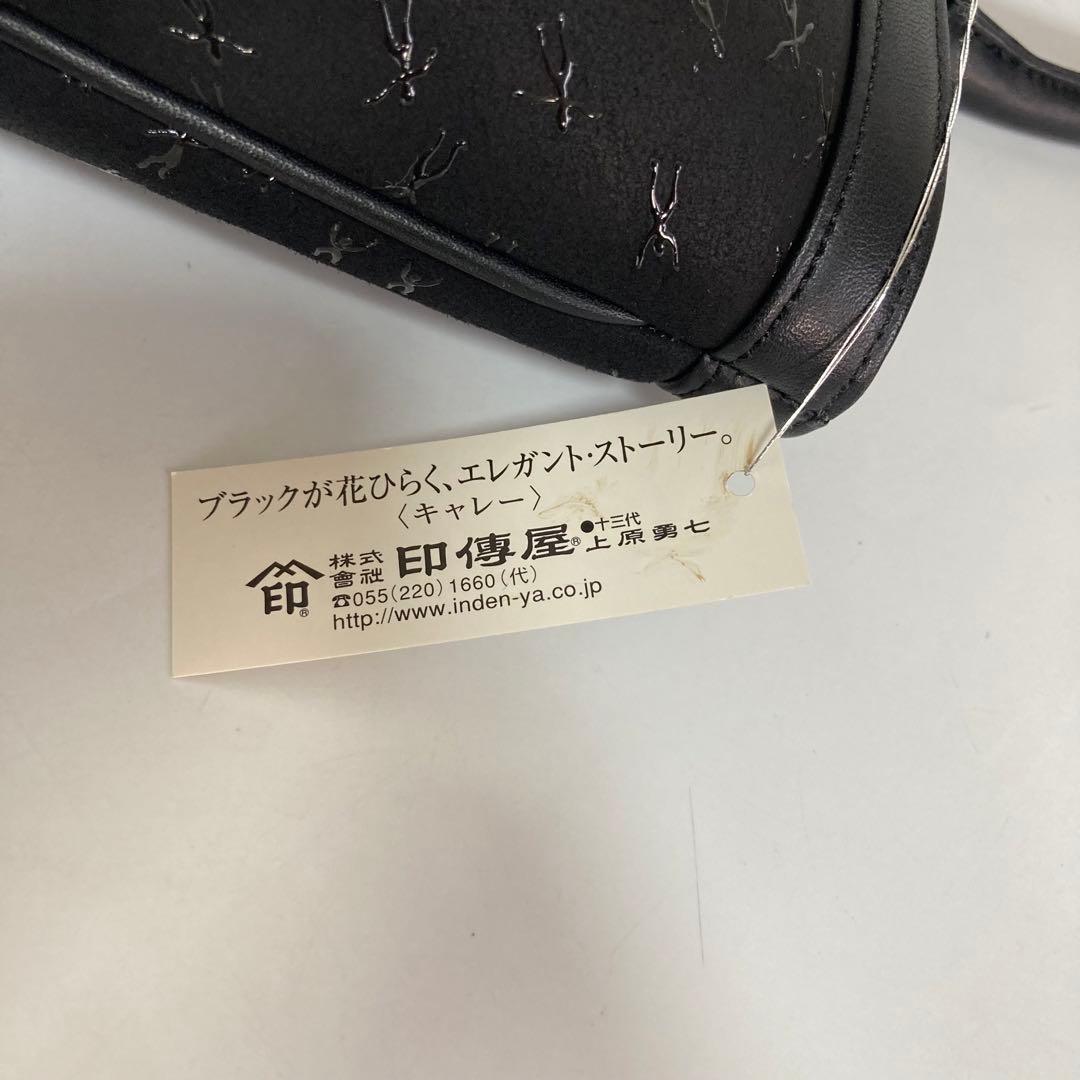 ブラックが花ひらく、エレガント・ストーリー。
〈キャレー〉
印®
株式會社 印傳屋® ●十三代 上原勇七
☎055(220)1660(代)
http://www.inden-ya.co.jp